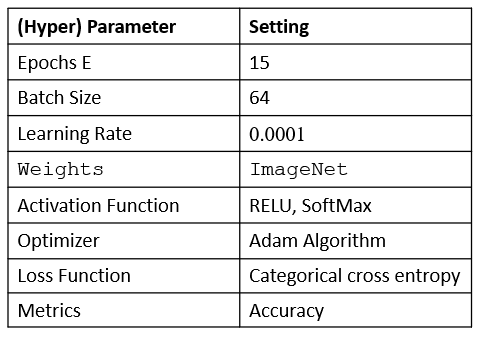 (Hyper) Parameter Setting
Epochs E 15
Batch Size 64
Learning Rate 0.0001
Weights ImageNet
Activation Function RELU, SoftMax
Optimizer Adam Algorithm
Loss Function Categorical cross entropy
Metrics Accuracy